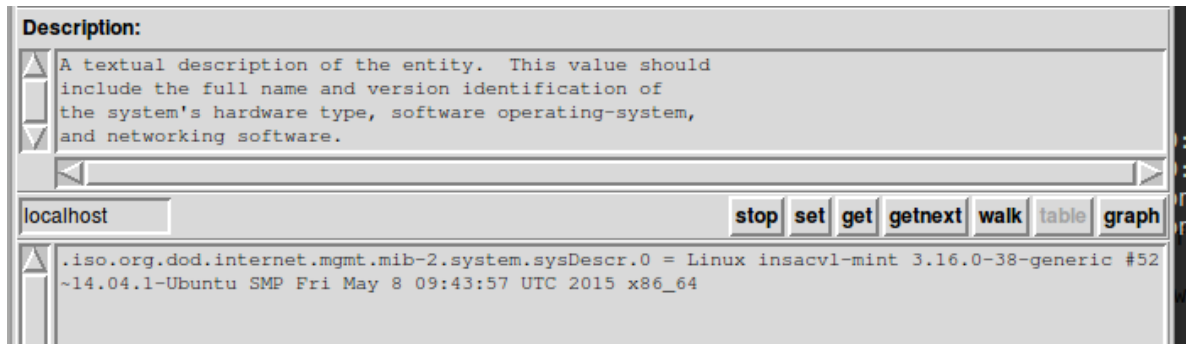 Description:
A textual description of the entity.  This value should
include the full name and version identification of
the system's hardware type, software operating-system,
and networking software.
localhost
stop set get getnext walk table graph
.iso.org.dod.internet.mgmt.mib-2.system.sysDescr.0 = Linux insacvl-mint 3.16.0-38-generic #52
~14.04.1-Ubuntu SMP Fri May 8 09:43:57 UTC 2015 x86_64